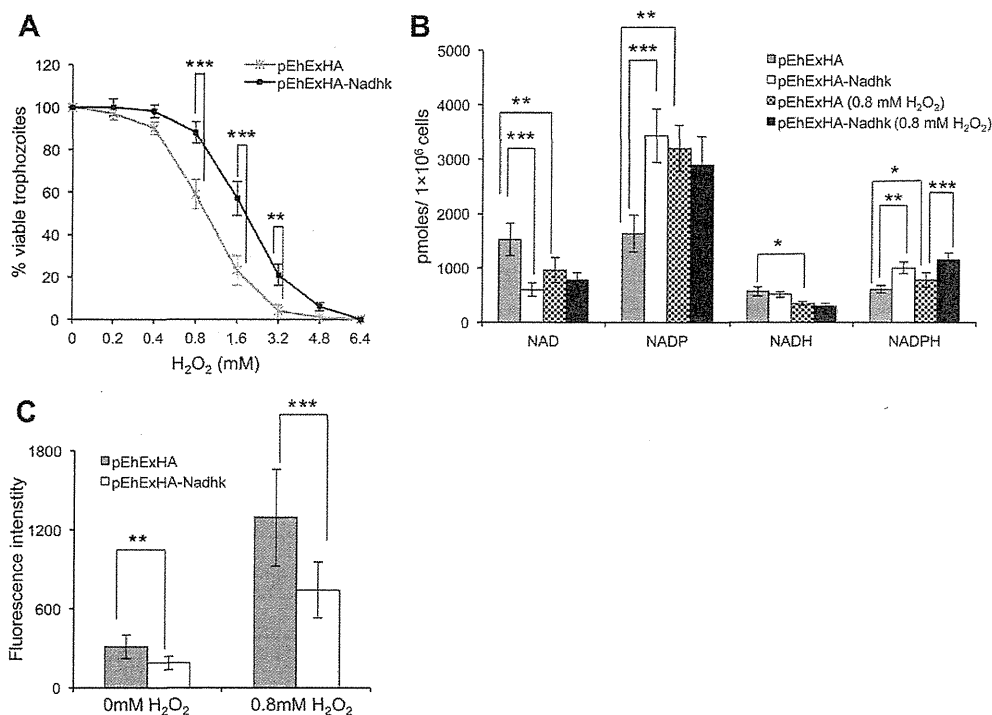 A
pEhExHA
pEhExHA-Nadhk
% viable trophozoites
120
100
80
60
40
20
0
***
***
**
0 0.2 0.4 0.8 1.6 3.2 4.8 6.4
H₂O₂ (mM)
B
pEhExHA
pEhExHA-Nadhk
pEhExHA (0.8 mM H₂O₂)
pEhExHA-Nadhk (0.8 mM H₂O₂)
pmoles/ 1×10⁶ cells
5000
4000
3000
2000
1000
0
**
***
**
***
*
*
**
***
NAD NADP NADH NADPH
C
pEhExHA
pEhExHA-Nadhk
Fluorescence intenstity
1800
1200
600
0
**
***
0mM H₂O₂ 0.8mM H₂O₂